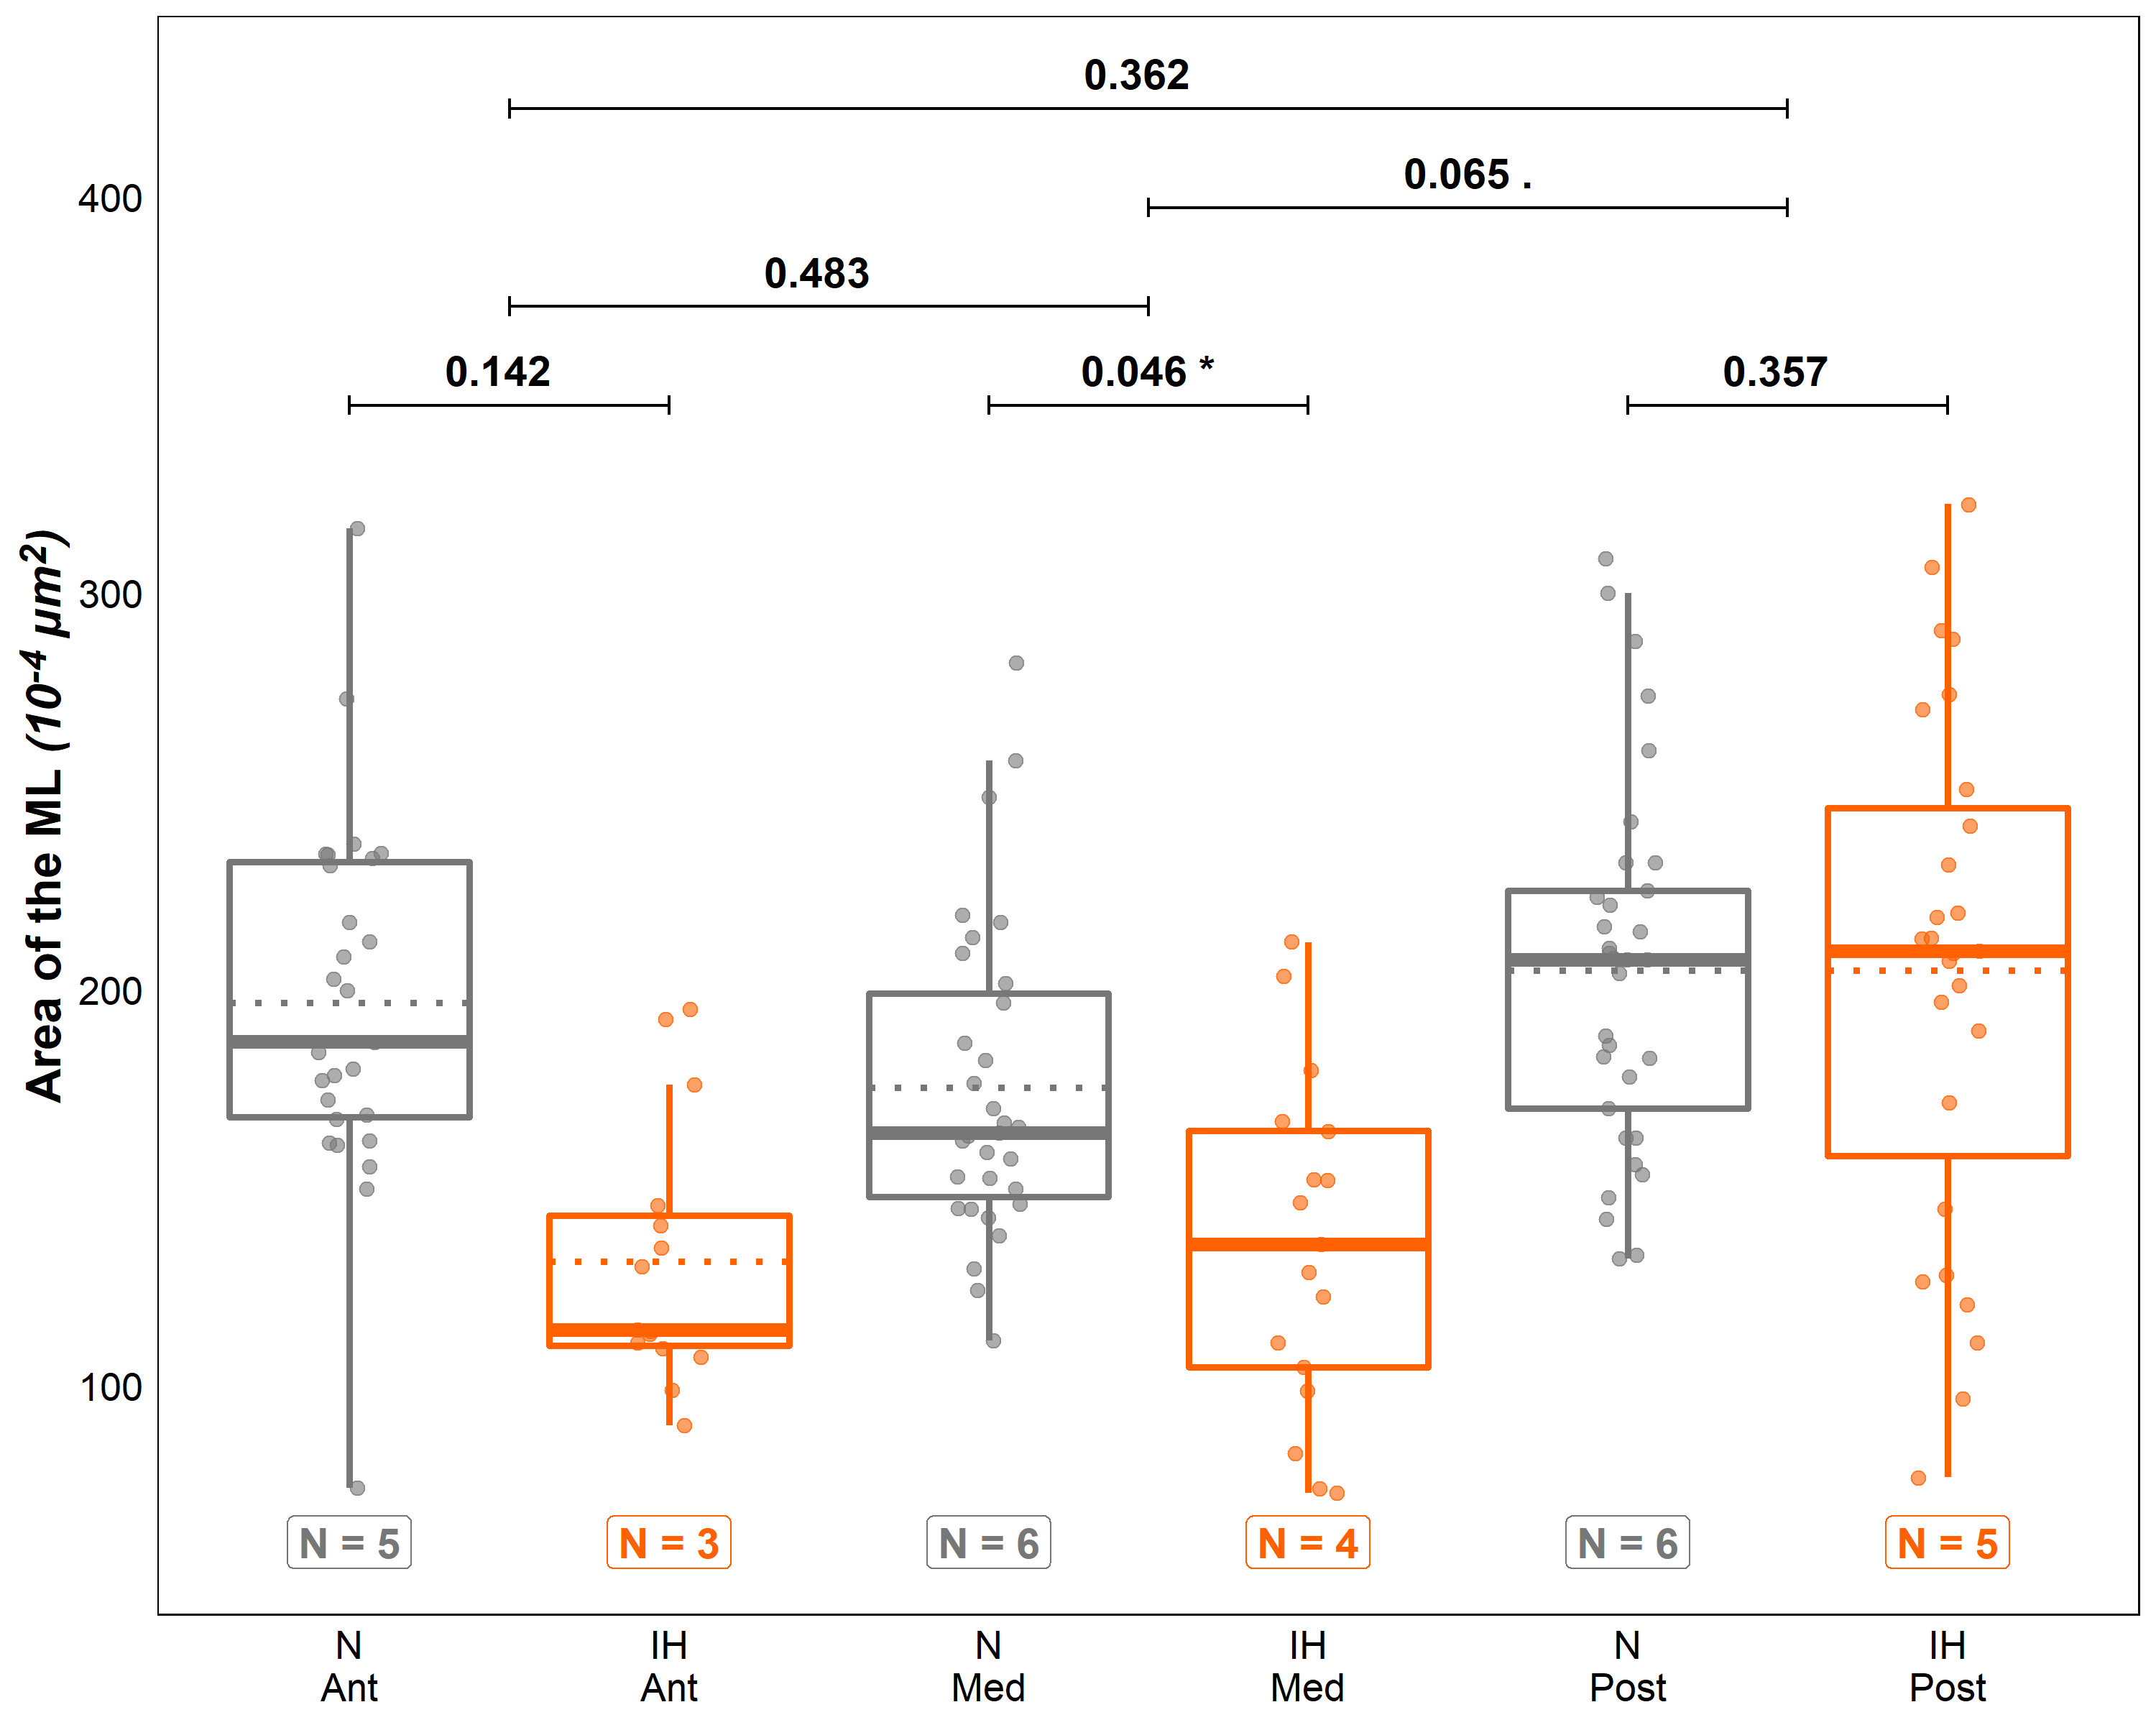 0.362
400
0.065 .
0.483
0.142
0.046 *
0.357
300
200
100
Area of the ML (10⁻⁴ µm²)
N = 5
N = 3
N = 6
N = 4
N = 6
N = 5
N
Ant
IH
Ant
N
Med
IH
Med
N
Post
IH
Post